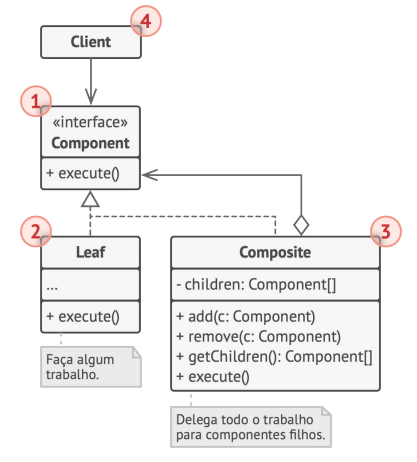 4
Client
1
«interface»
Component
+ execute()
2
Leaf
...
+ execute()
Faça algum
trabalho.
3
Composite
- children: Component[]
+ add(c: Component)
+ remove(c: Component)
+ getChildren(): Component[]
+ execute()
Delega todo o trabalho
para componentes filhos.